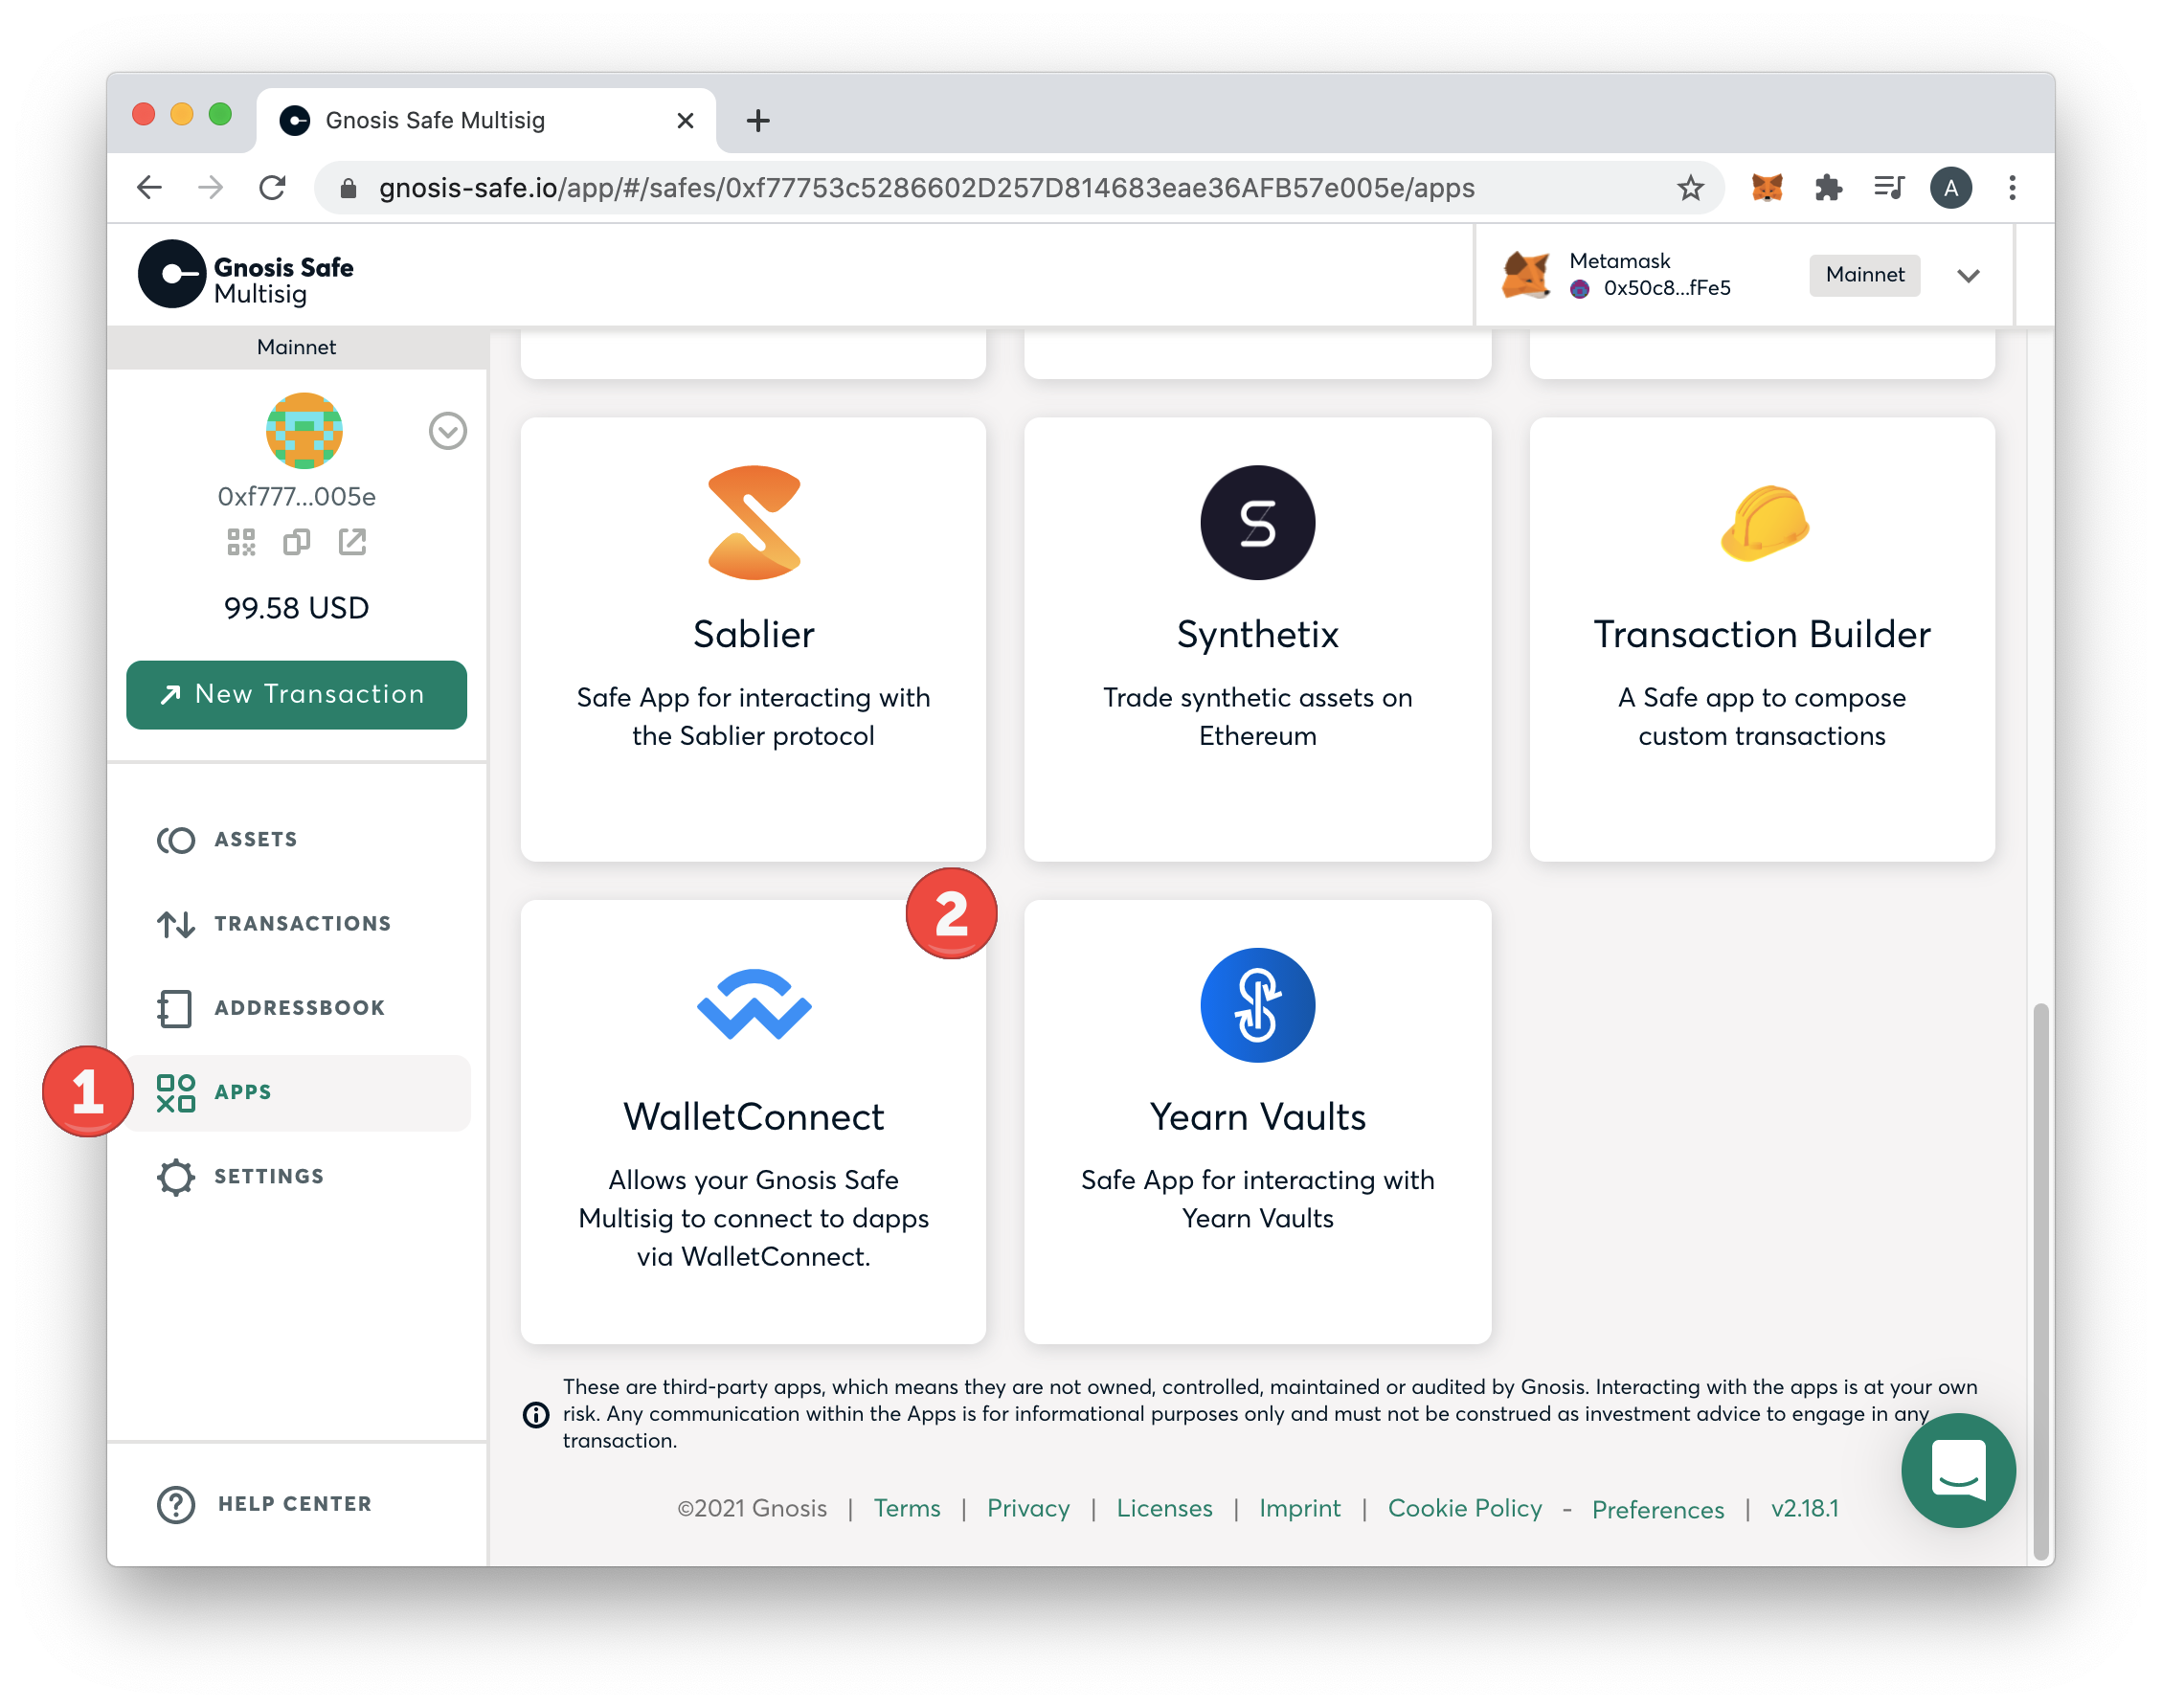 Gnosis Safe Multisig
gnosis-safe.io/app/#/safes/0xf77753c5286602D257D814683eae36AFB57e005e/apps
A
Gnosis Safe
Multisig
Metamask
0x50c8...fFe5
Mainnet
Mainnet
0xf777...005e
99.58 USD
New Transaction
ASSETS
TRANSACTIONS
ADDRESSBOOK
1
APPS
SETTINGS
HELP CENTER
Sablier
Safe App for interacting with
the Sablier protocol
Synthetix
Trade synthetic assets on
Ethereum
Transaction Builder
A Safe app to compose
custom transactions
2
WalletConnect
Allows your Gnosis Safe
Multisig to connect to dapps
via WalletConnect.
Yearn Vaults
Safe App for interacting with
Yearn Vaults
These are third-party apps, which means they are not owned, controlled, maintained or audited by Gnosis. Interacting with the apps is at your own
risk. Any communication within the Apps is for informational purposes only and must not be construed as investment advice to engage in any
transaction.
©2021 Gnosis | Terms | Privacy | Licenses | Imprint | Cookie Policy - Preferences | v2.18.1